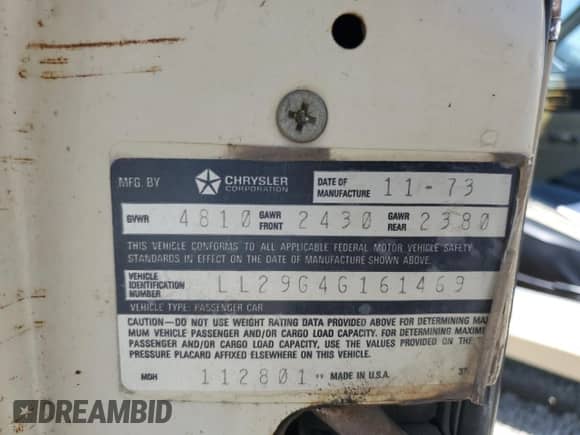 MFG. BY CHRYSLER CORPORATION DATE OF MANUFACTURE 11-73
GVWR 4810 GAWR FRONT 2430 GAWR REAR 2380
THIS VEHICLE CONFORMS TO ALL APPLICABLE FEDERAL MOTOR VEHICLE SAFETY
STANDARDS IN EFFECT ON THE DATE OF MANUFACTURE SHOWN ABOVE.
VEHICLE IDENTIFICATION NUMBER LL29G4G161469
VEHICLE TYPE: PASSENGER CAR
CAUTION—DO NOT USE WEIGHT RATING DATA PROVIDED ABOVE FOR DETERMINING MAXI
MUM VEHICLE PASSENGER AND/OR CARGO LOAD CAPACITY. FOR DETERMINING MAXIM
PASSENGER AND/OR CARGO LOAD CAPACITY, USE THE VALUES PROVIDED ON THE
PRESSURE PLACARD AFFIXED ELSEWHERE ON THIS VEHICLE.
MDH 112801 MADE IN U.S.A. 37
DREAMBID